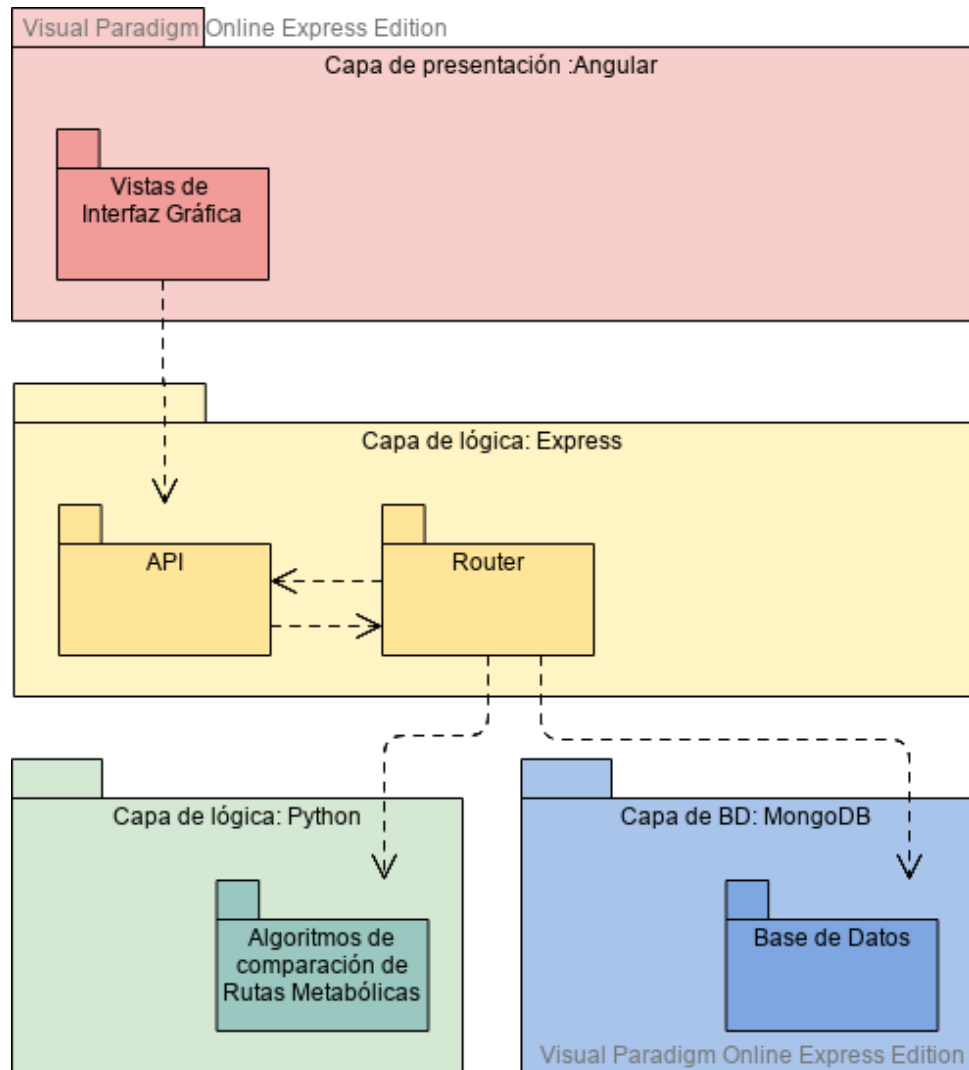 Visual Paradigm Online Express Edition
Capa de presentación :Angular
Vistas de
Interfaz Gráfica
Capa de lógica: Express
API
Router
Capa de lógica: Python
Capa de BD: MongoDB
Algoritmos de
comparación de
Rutas Metabólicas
Base de Datos
Visual Paradigm Online Express Edition